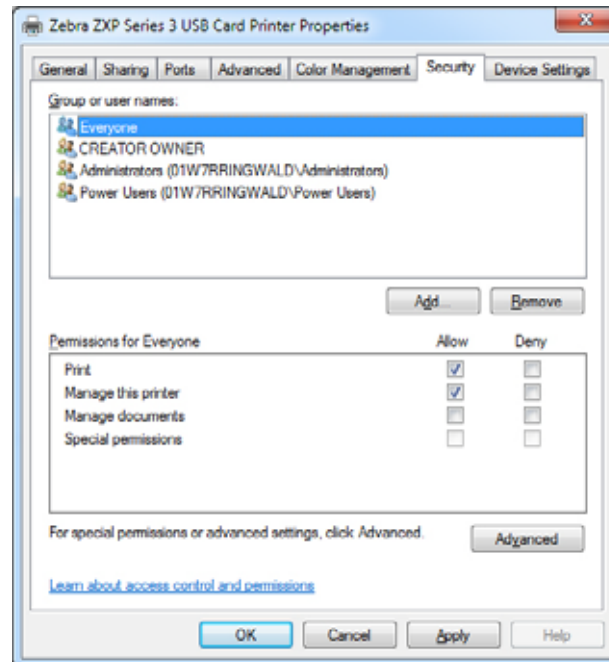 Zebra ZXP Series 3 USB Card Printer Properties
General Sharing Ports Advanced Color Management Security Device Settings
Group or user names:
Everyone
CREATOR OWNER
Administrators (01W7RRINGWALD\Administrators)
Power Users (01W7RRINGWALD\Power Users)
Add... Remove
Permissions for Everyone Allow Deny
Print
Manage this printer
Manage documents
Special permissions
For special permissions or advanced settings, click Advanced. Advanced
Learn about access control and permissions
OK Cancel Apply Help